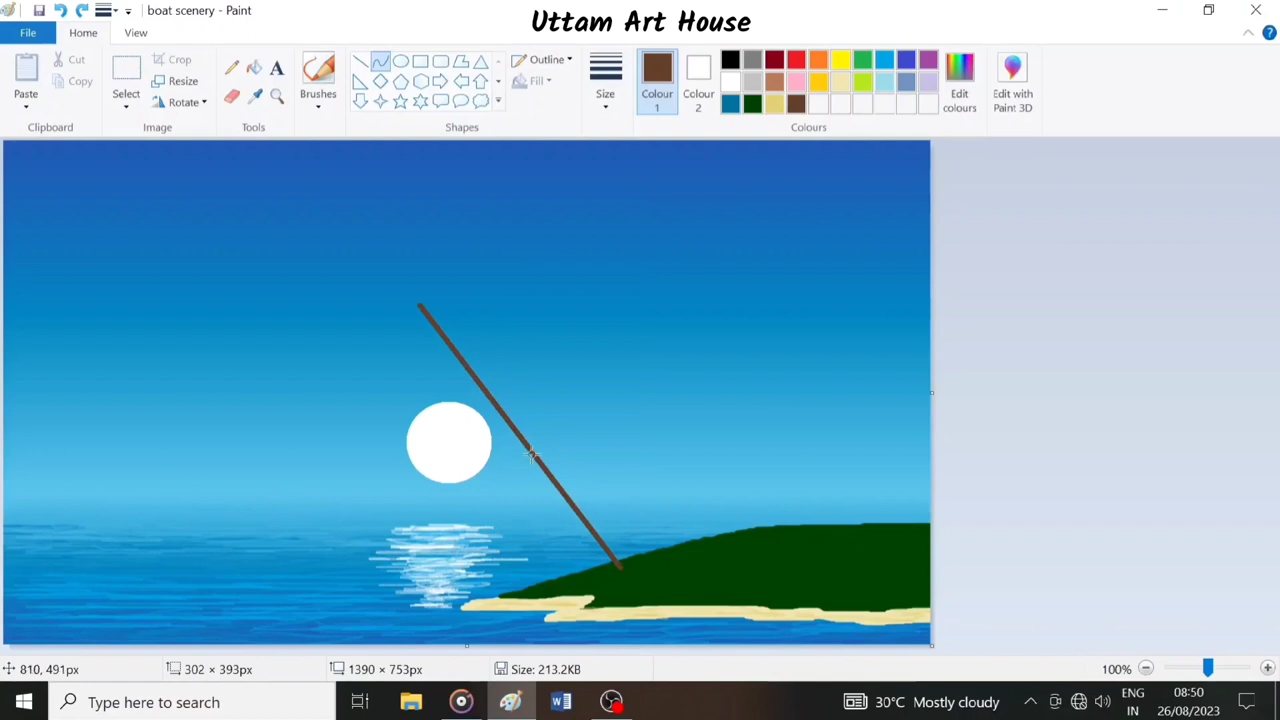 Uttam Art House
boat scenery - Paint
File
Home
View
Paste
Cut
Copy
Clipboard
Select
Crop
Resize
Rotate
Image
Tools
Brushes
Shapes
Outline
Fill
Size
Colour
1
Colour
2
Colours
Edit
colours
Edit with
Paint 3D
810, 491px
302 × 393px
1390 × 753px
Size: 213.2KB
100%
Type here to search
30°C Mostly cloudy
ENG
IN
08:50
26/08/2023